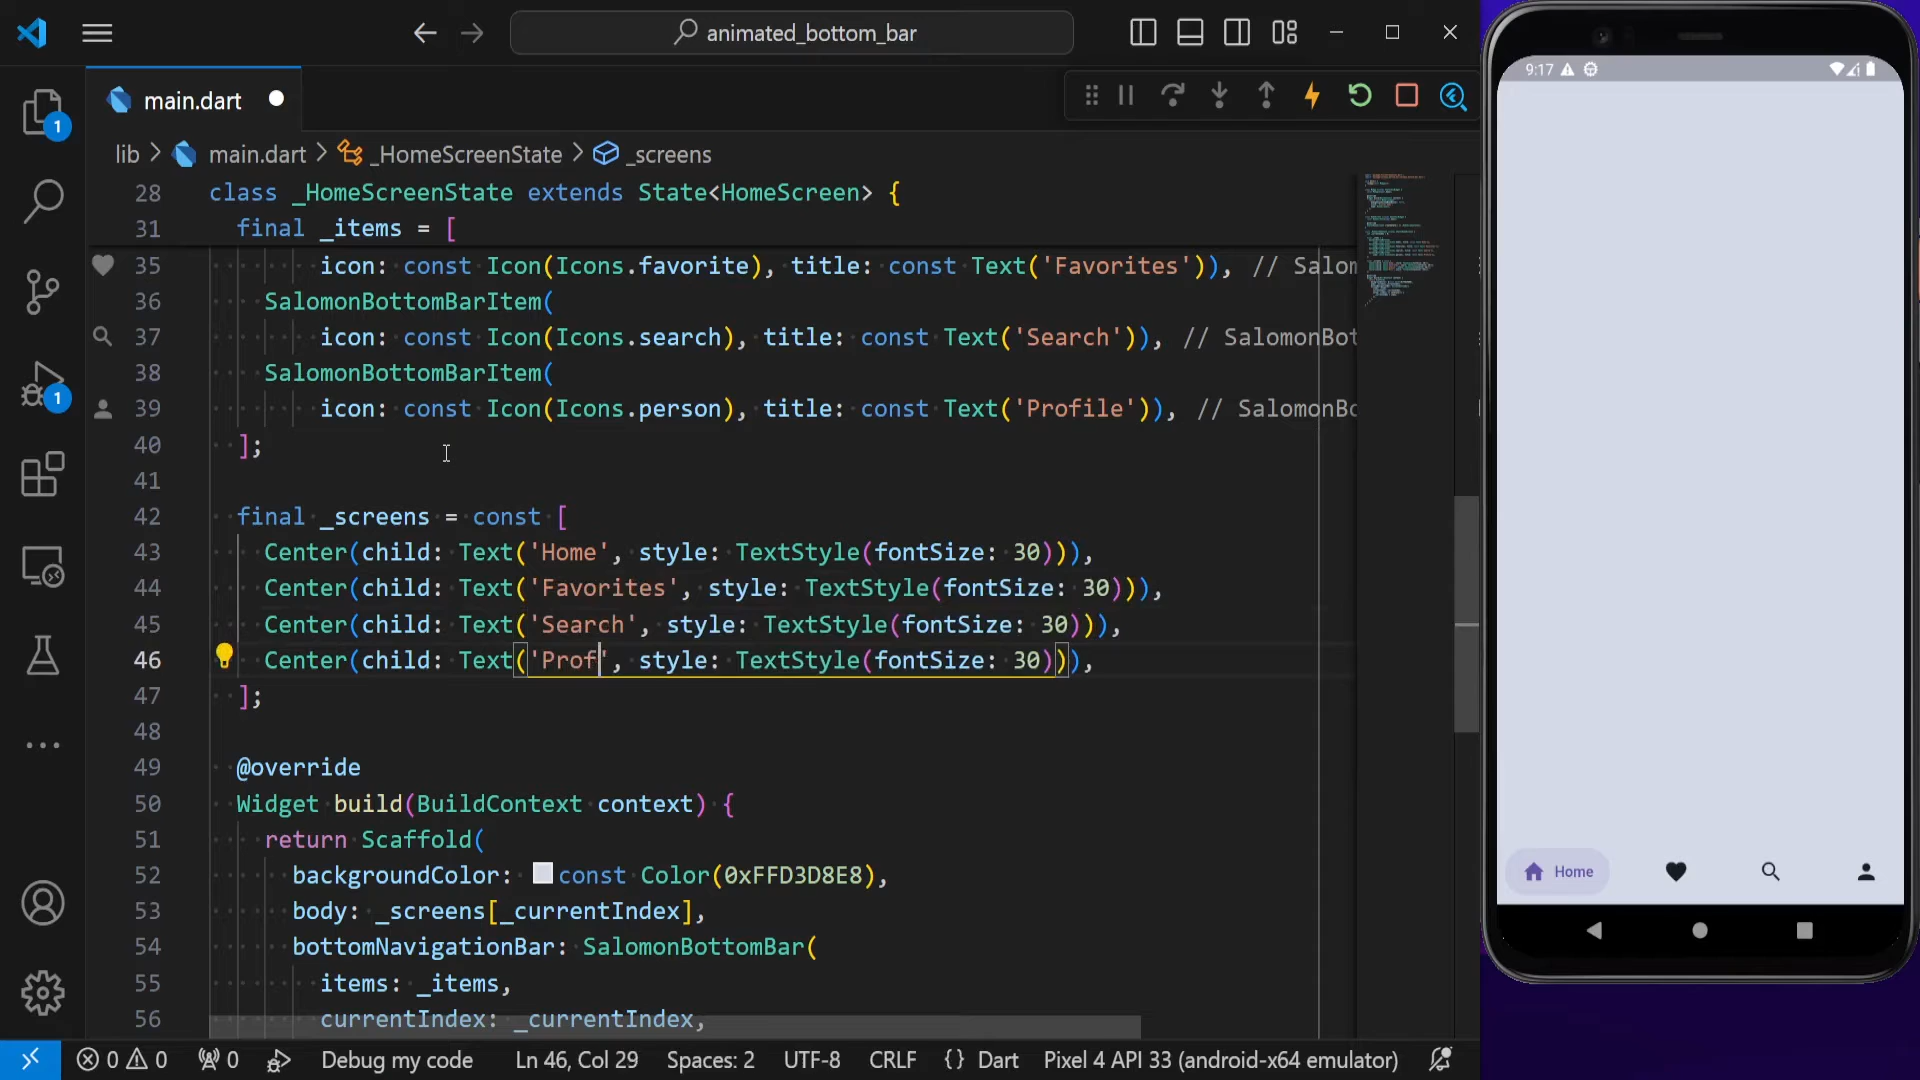 animated_bottom_bar
main.dart
lib > main.dart > _HomeScreenState > _screens
28 class _HomeScreenState extends State<HomeScreen> {
31 final _items = [
35 icon: const Icon(Icons.favorite), title: const Text('Favorites')), // Salom
36 SalomonBottomBarItem(
37 icon: const Icon(Icons.search), title: const Text('Search')), // SalomonBot
38 SalomonBottomBarItem(
39 icon: const Icon(Icons.person), title: const Text('Profile')), // SalomonBo
40 ];
41
42 final _screens = const [
43 Center(child: Text('Home', style: TextStyle(fontSize: 30))),
44 Center(child: Text('Favorites', style: TextStyle(fontSize: 30))),
45 Center(child: Text('Search', style: TextStyle(fontSize: 30))),
46 Center(child: Text('Prof', style: TextStyle(fontSize: 30))),
47 ];
48
49 @override
50 Widget build(BuildContext context) {
51 return Scaffold(
52 backgroundColor: const Color(0xFFD3D8E8),
53 body: _screens[_currentIndex],
54 bottomNavigationBar: SalomonBottomBar(
55 items: _items,
56 currentIndex: _currentIndex,
1
1
0 0 0 Debug my code Ln 46, Col 29 Spaces: 2 UTF-8 CRLF {} Dart Pixel 4 API 33 (android-x64 emulator)
9:17
Home